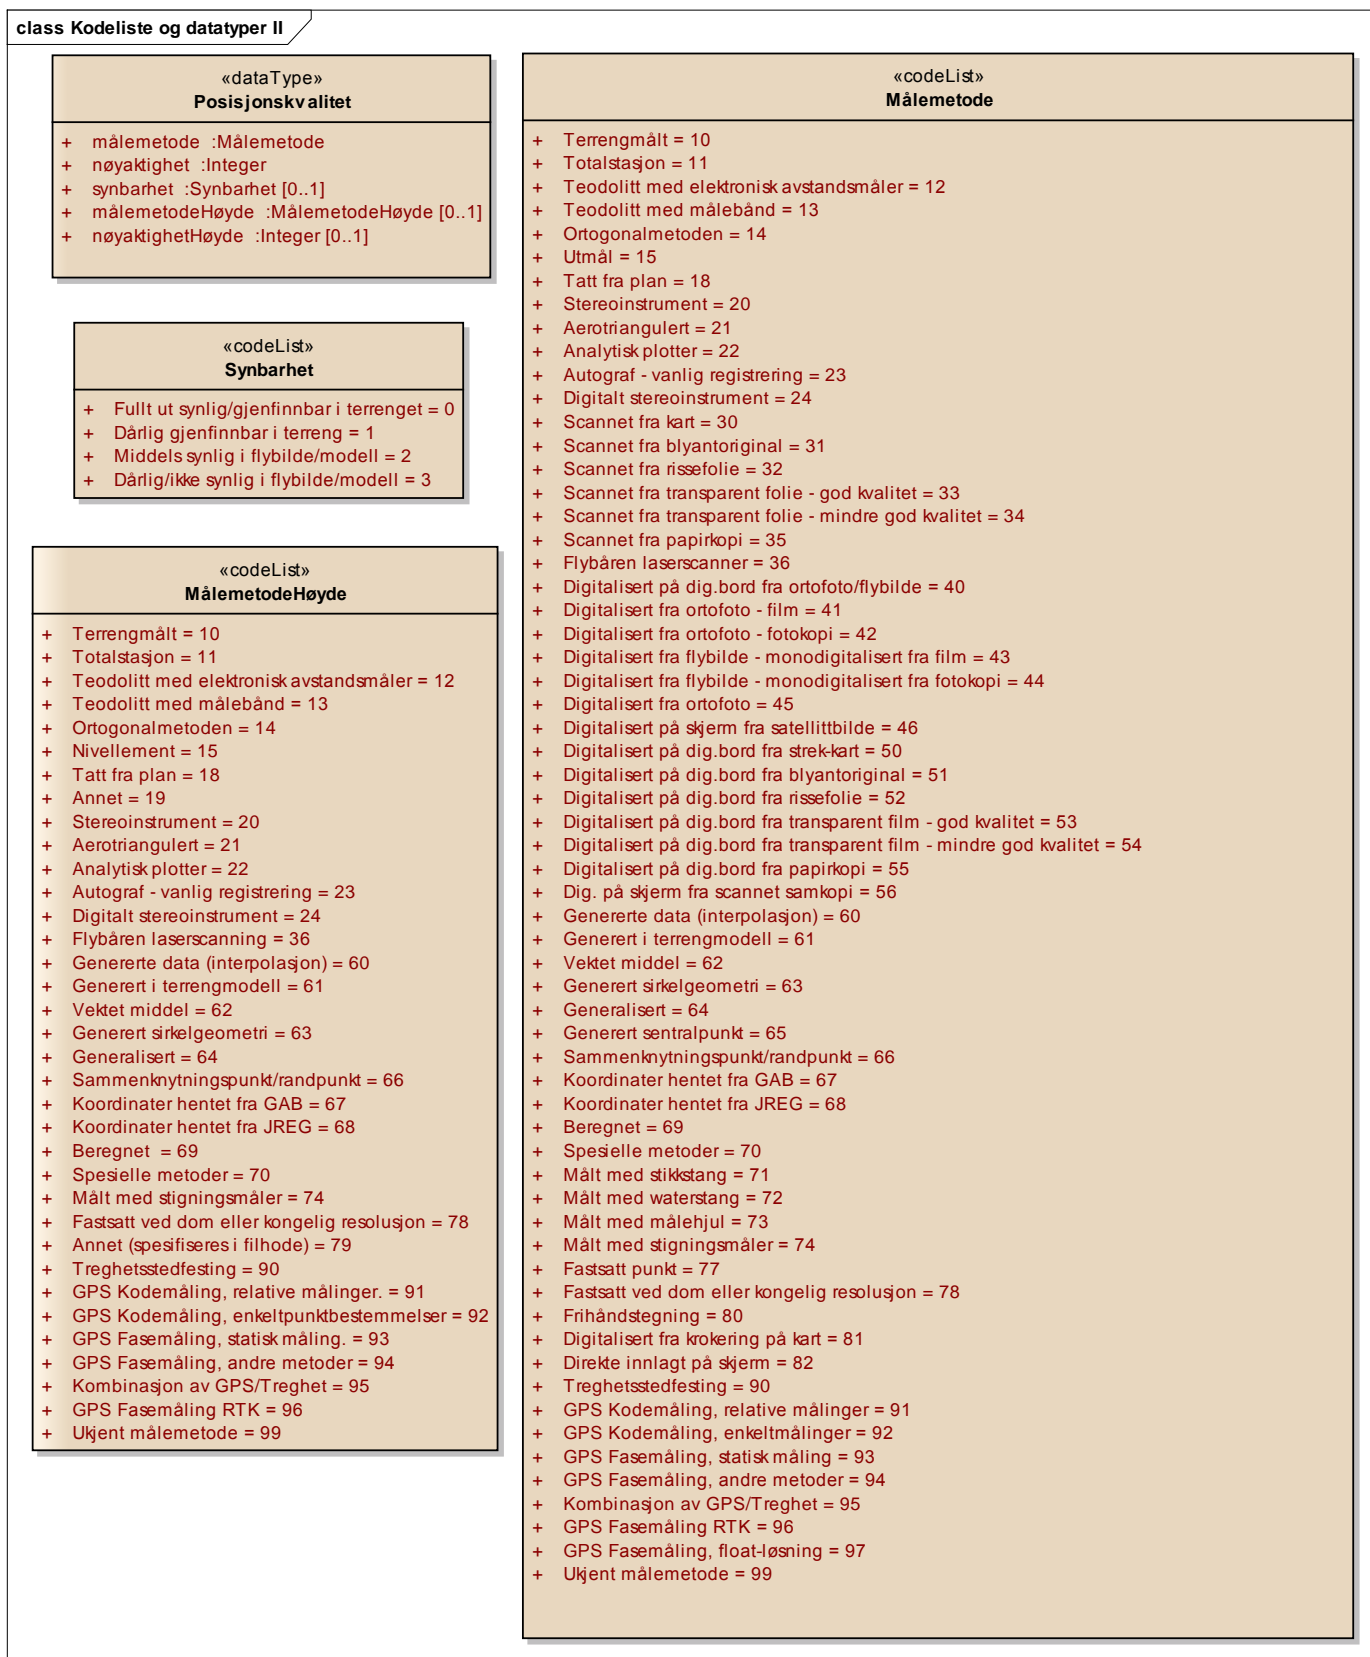 class Kodeliste og datatyper II
«dataType»
Posisjonskvalitet
+ målemetode :Målemetode
+ nøyaktighet :Integer
+ synbarhet :Synbarhet [0..1]
+ målemetodeHøyde :MålemetodeHøyde [0..1]
+ nøyaktighetHøyde :Integer [0..1]
«codeList»
Synbarhet
+ Fullt ut synlig/gjenfinnbar i terrenget = 0
+ Dårlig gjenfinnbar i terreng = 1
+ Middels synlig i flybilde/modell = 2
+ Dårlig/ikke synlig i flybilde/modell = 3
«codeList»
MålemetodeHøyde
+ Terrengmålt = 10
+ Totalstasjon = 11
+ Teodolitt med elektronisk avstandsmåler = 12
+ Teodolitt med målebånd = 13
+ Ortogonalmetoden = 14
+ Nivellement = 15
+ Tatt fra plan = 18
+ Annet = 19
+ Stereoinstrument = 20
+ Aerotriangulert = 21
+ Analytisk plotter = 22
+ Autograf - vanlig registrering = 23
+ Digitalt stereoinstrument = 24
+ Flybåren laserscanning = 36
+ Genererte data (interpolasjon) = 60
+ Generert i terrengmodell = 61
+ Vektet middel = 62
+ Generert sirkelgeometri = 63
+ Generalisert = 64
+ Sammenknytningspunkt/randpunkt = 66
+ Koordinater hentet fra GAB = 67
+ Koordinater hentet fra JREG = 68
+ Beregnet = 69
+ Spesielle metoder = 70
+ Målt med stigningsmåler = 74
+ Fastsatt ved dom eller kongelig resolusjon = 78
+ Annet (spesifiseres i filhode) = 79
+ Treghetsstedfesting = 90
+ GPS Kodemåling, relative målinger. = 91
+ GPS Kodemåling, enkeltpunktbestemmelser = 92
+ GPS Fasemåling, statisk måling. = 93
+ GPS Fasemåling, andre metoder = 94
+ Kombinasjon av GPS/Treghet = 95
+ GPS Fasemåling RTK = 96
+ Ukjent målemetode = 99
«codeList»
Målemetode
+ Terrengmålt = 10
+ Totalstasjon = 11
+ Teodolitt med elektronisk avstandsmåler = 12
+ Teodolitt med målebånd = 13
+ Ortogonalmetoden = 14
+ Utmål = 15
+ Tatt fra plan = 18
+ Stereoinstrument = 20
+ Aerotriangulert = 21
+ Analytisk plotter = 22
+ Autograf - vanlig registrering = 23
+ Digitalt stereoinstrument = 24
+ Scannet fra kart = 30
+ Scannet fra blyantoriginal = 31
+ Scannet fra rissefolie = 32
+ Scannet fra transparent folie - god kvalitet = 33
+ Scannet fra transparent folie - mindre god kvalitet = 34
+ Scannet fra papirkopi = 35
+ Flybåren laserscanner = 36
+ Digitalisert på dig.bord fra ortofoto/flybilde = 40
+ Digitalisert fra ortofoto - film = 41
+ Digitalisert fra ortofoto - fotokopi = 42
+ Digitalisert fra flybilde - monodigitalisert fra film = 43
+ Digitalisert fra flybilde - monodigitalisert fra fotokopi = 44
+ Digitalisert fra ortofoto = 45
+ Digitalisert på skjerm fra satellittbilde = 46
+ Digitalisert på dig.bord fra strek-kart = 50
+ Digitalisert på dig.bord fra blyantoriginal = 51
+ Digitalisert på dig.bord fra rissefolie = 52
+ Digitalisert på dig.bord fra transparent film - god kvalitet = 53
+ Digitalisert på dig.bord fra transparent film - mindre god kvalitet = 54
+ Digitalisert på dig.bord fra papirkopi = 55
+ Dig. på skjerm fra scannet samkopi = 56
+ Genererte data (interpolasjon) = 60
+ Generert i terrengmodell = 61
+ Vektet middel = 62
+ Generert sirkelgeometri = 63
+ Generalisert = 64
+ Generert sentralpunkt = 65
+ Sammenknytningspunkt/randpunkt = 66
+ Koordinater hentet fra GAB = 67
+ Koordinater hentet fra JREG = 68
+ Beregnet = 69
+ Spesielle metoder = 70
+ Målt med stikkstang = 71
+ Målt med waterstang = 72
+ Målt med målehjul = 73
+ Målt med stigningsmåler = 74
+ Fastsatt punkt = 77
+ Fastsatt ved dom eller kongelig resolusjon = 78
+ Frihåndstegning = 80
+ Digitalisert fra krokering på kart = 81
+ Direkte innlagt på skjerm = 82
+ Treghetsstedfesting = 90
+ GPS Kodemåling, relative målinger = 91
+ GPS Kodemåling, enkeltmålinger = 92
+ GPS Fasemåling, statisk måling = 93
+ GPS Fasemåling, andre metoder = 94
+ Kombinasjon av GPS/Treghet = 95
+ GPS Fasemåling RTK = 96
+ GPS Fasemåling, float-løsning = 97
+ Ukjent målemetode = 99